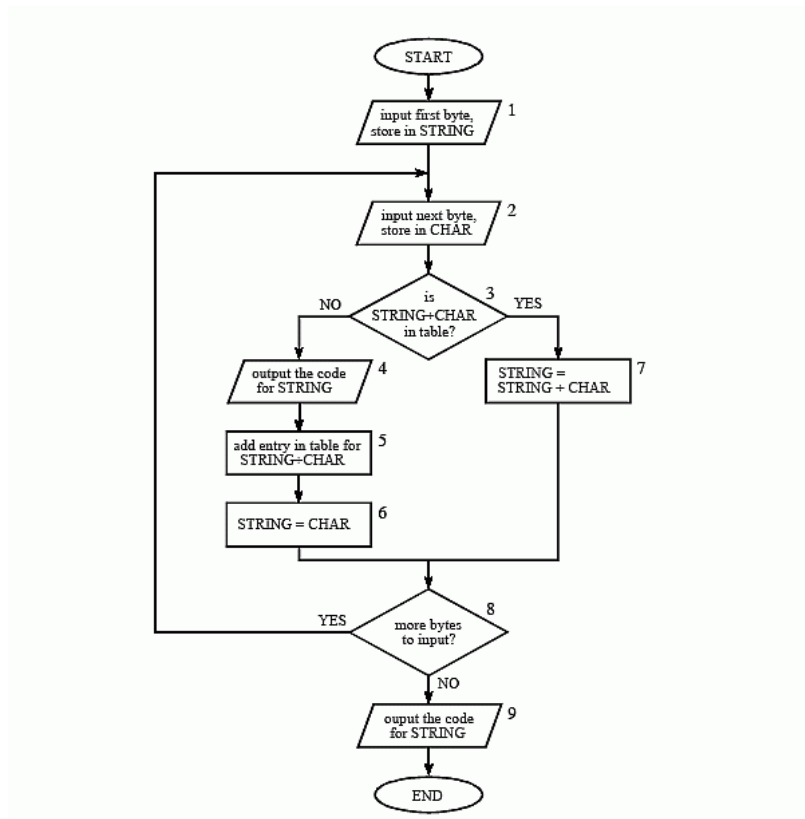 START
input first byte,
store in STRING
1
input next byte,
store in CHAR
2
is
STRING+CHAR
in table?
3
NO
YES
output the code
for STRING
4
STRING =
STRING + CHAR
7
add entry in table for
STRING+CHAR
5
STRING = CHAR
6
more bytes
to input?
8
YES
NO
ouput the code
for STRING
9
END